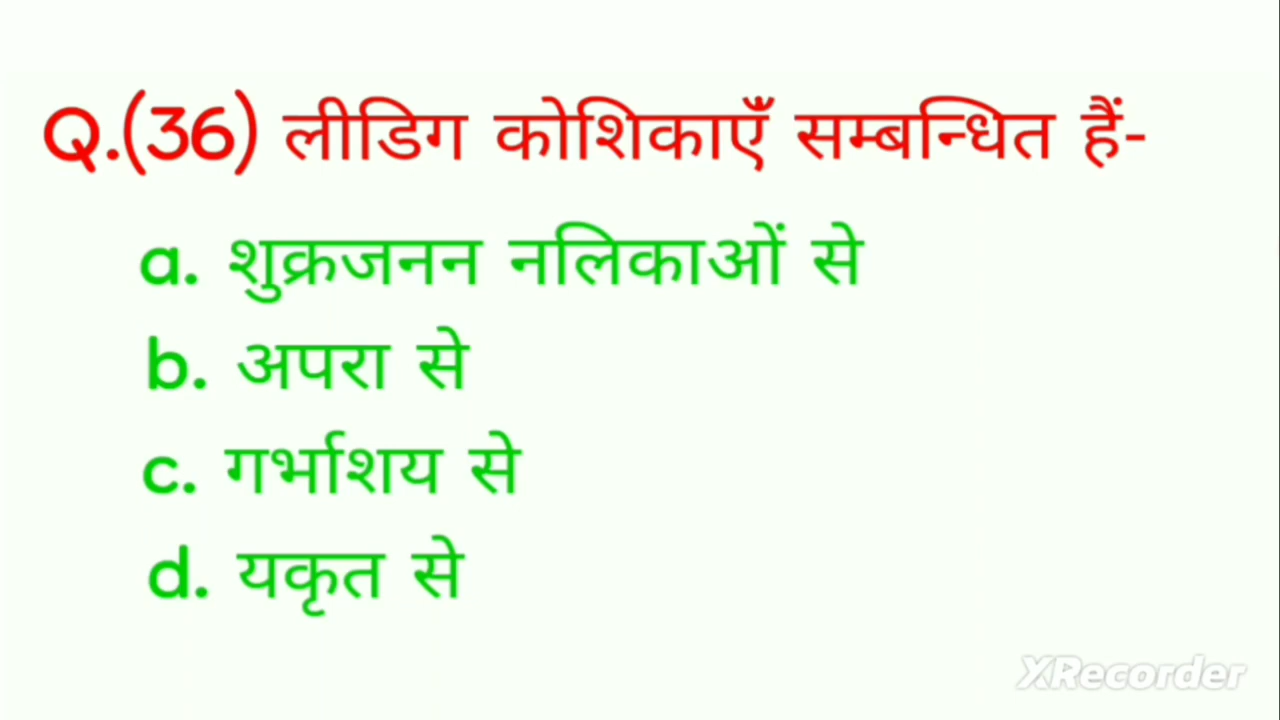 Q.(36) लीडिग कोशिकाएँ सम्बन्धित हैं-
a. शुक्रजनन नलिकाओं से
b. अपरा से
c. गर्भाशय से
d. यकृत से
XRecorder